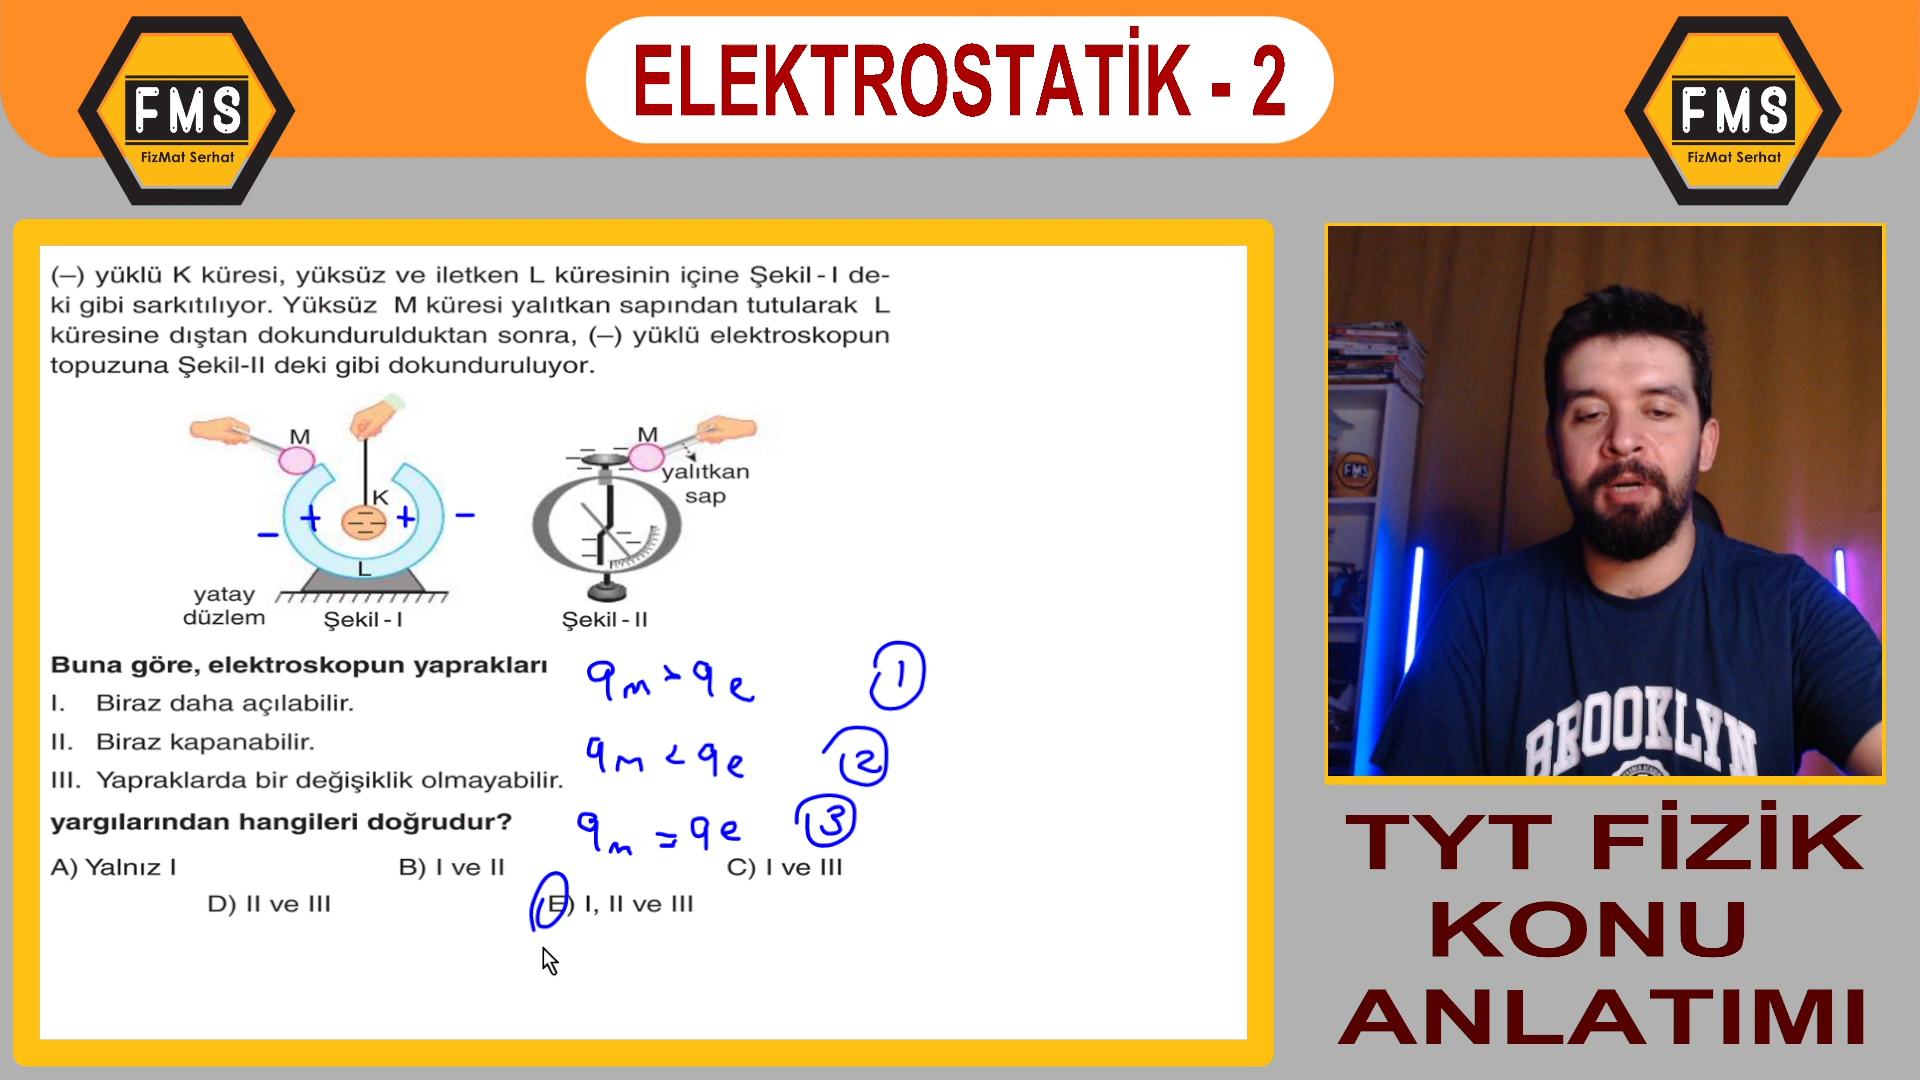 ELEKTROSTATİK - 2
FMS
FizMat Serhat
FMS
FizMat Serhat
(–) yüklü K küresi, yüksüz ve iletken L küresinin içine Şekil - I de-
ki gibi sarkıtılıyor. Yüksüz M küresi yalıtkan sapından tutularak L
küresine dıştan dokundurulduktan sonra, (–) yüklü elektroskopun
topuzuna Şekil-II deki gibi dokunduruluyor.
M
K
+ +
– –
L
yatay
düzlem
Şekil - I
M
yalıtkan
sap
Şekil - II
Buna göre, elektroskopun yaprakları
I. Biraz daha açılabilir.
qm > qe 1
II. Biraz kapanabilir.
qm < qe 2
III. Yapraklarda bir değişiklik olmayabilir.
qm = qe 3
yargılarından hangileri doğrudur?
A) Yalnız I B) I ve II C) I ve III
D) II ve III E) I, II ve III
FMS
BROOKLYN
TYT FİZİK
KONU
ANLATIMI